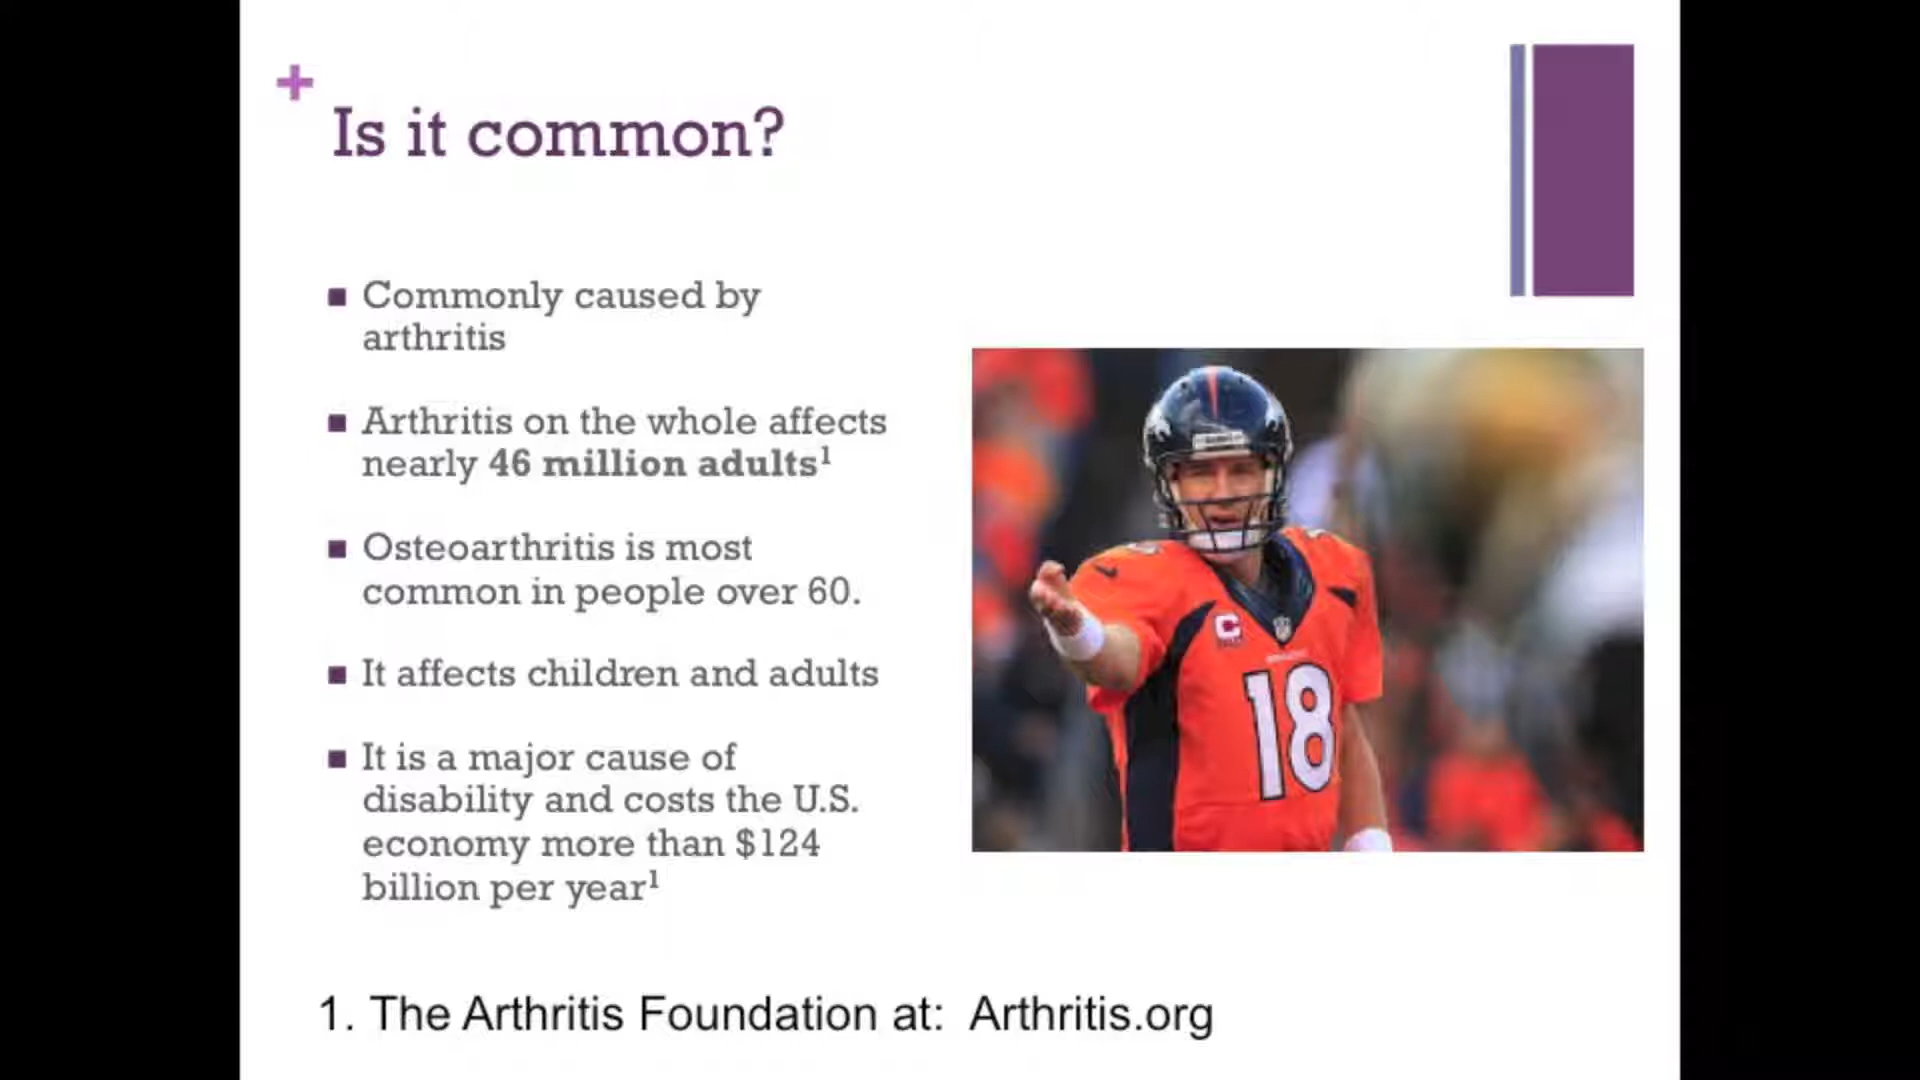 +
Is it common?
■ Commonly caused by
arthritis
■ Arthritis on the whole affects
nearly 46 million adults¹
■ Osteoarthritis is most
common in people over 60.
■ It affects children and adults
■ It is a major cause of
disability and costs the U.S.
economy more than $124
billion per year¹
C
18
1. The Arthritis Foundation at: Arthritis.org